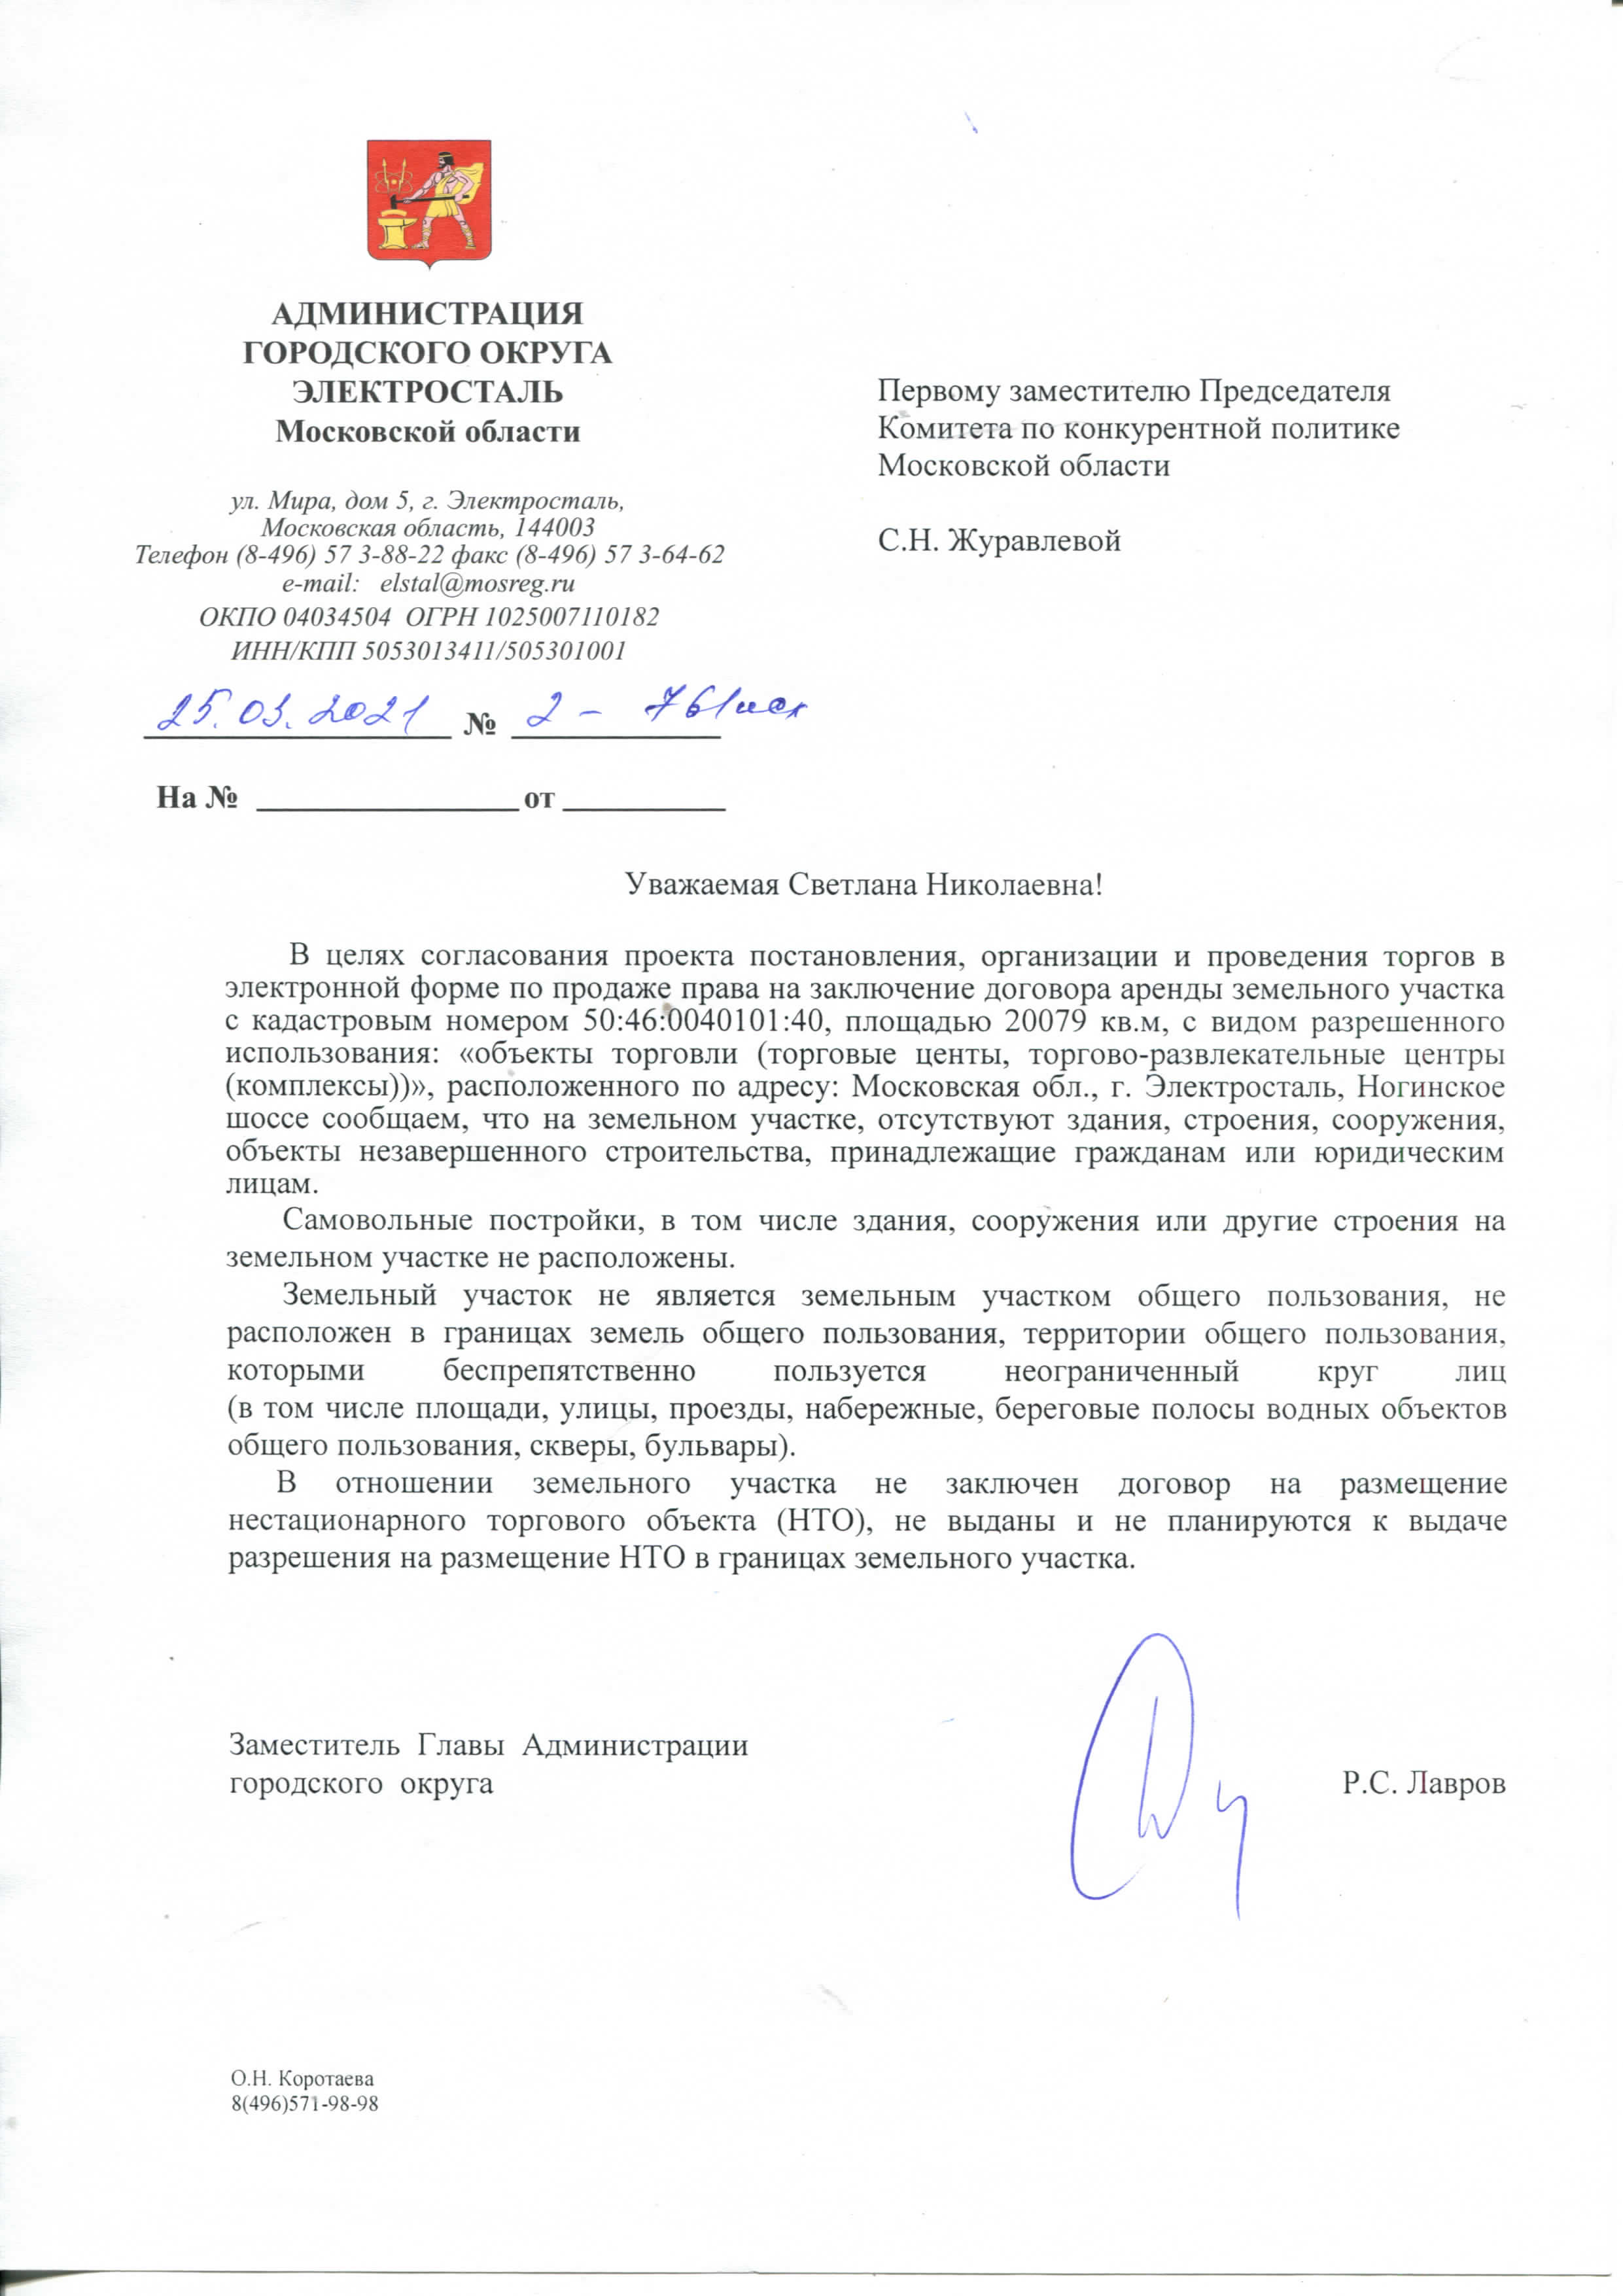 АДМИНИСТРАЦИЯ
ГОРОДСКОГО ОКРУГА
ЭЛЕКТРОСТАЛЬ
Московской области
ул. Мира, дом 5, г. Электросталь,
Московская область, 144003
Телефон (8-496) 57 3-88-22 факс (8-496) 57 3-64-62
e-mail: elstal@mosreg.ru
ОКПО 04034504 ОГРН 1025007110182
ИНН/КПП 5053013411/505301001
25.03.2021 № 2 - 761исх
На № от
Первому заместителю Председателя
Комитета по конкурентной политике
Московской области
С.Н. Журавлевой
Уважаемая Светлана Николаевна!
В целях согласования проекта постановления, организации и проведения торгов в
электронной форме по продаже права на заключение договора аренды земельного участка
с кадастровым номером 50:46:0040101:40, площадью 20079 кв.м, с видом разрешенного
использования: «объекты торговли (торговые центы, торгово-развлекательные центры
(комплексы))», расположенного по адресу: Московская обл., г. Электросталь, Ногинское
шоссе сообщаем, что на земельном участке, отсутствуют здания, строения, сооружения,
объекты незавершенного строительства, принадлежащие гражданам или юридическим
лицам.
Самовольные постройки, в том числе здания, сооружения или другие строения на
земельном участке не расположены.
Земельный участок не является земельным участком общего пользования, не
расположен в границах земель общего пользования, территории общего пользования,
которыми беспрепятственно пользуется неограниченный круг лиц
(в том числе площади, улицы, проезды, набережные, береговые полосы водных объектов
общего пользования, скверы, бульвары).
В отношении земельного участка не заключен договор на размещение
нестационарного торгового объекта (НТО), не выданы и не планируются к выдаче
разрешения на размещение НТО в границах земельного участка.
Заместитель Главы Администрации
городского округа
Р.С. Лавров
О.Н. Коротаева
8(496)571-98-98